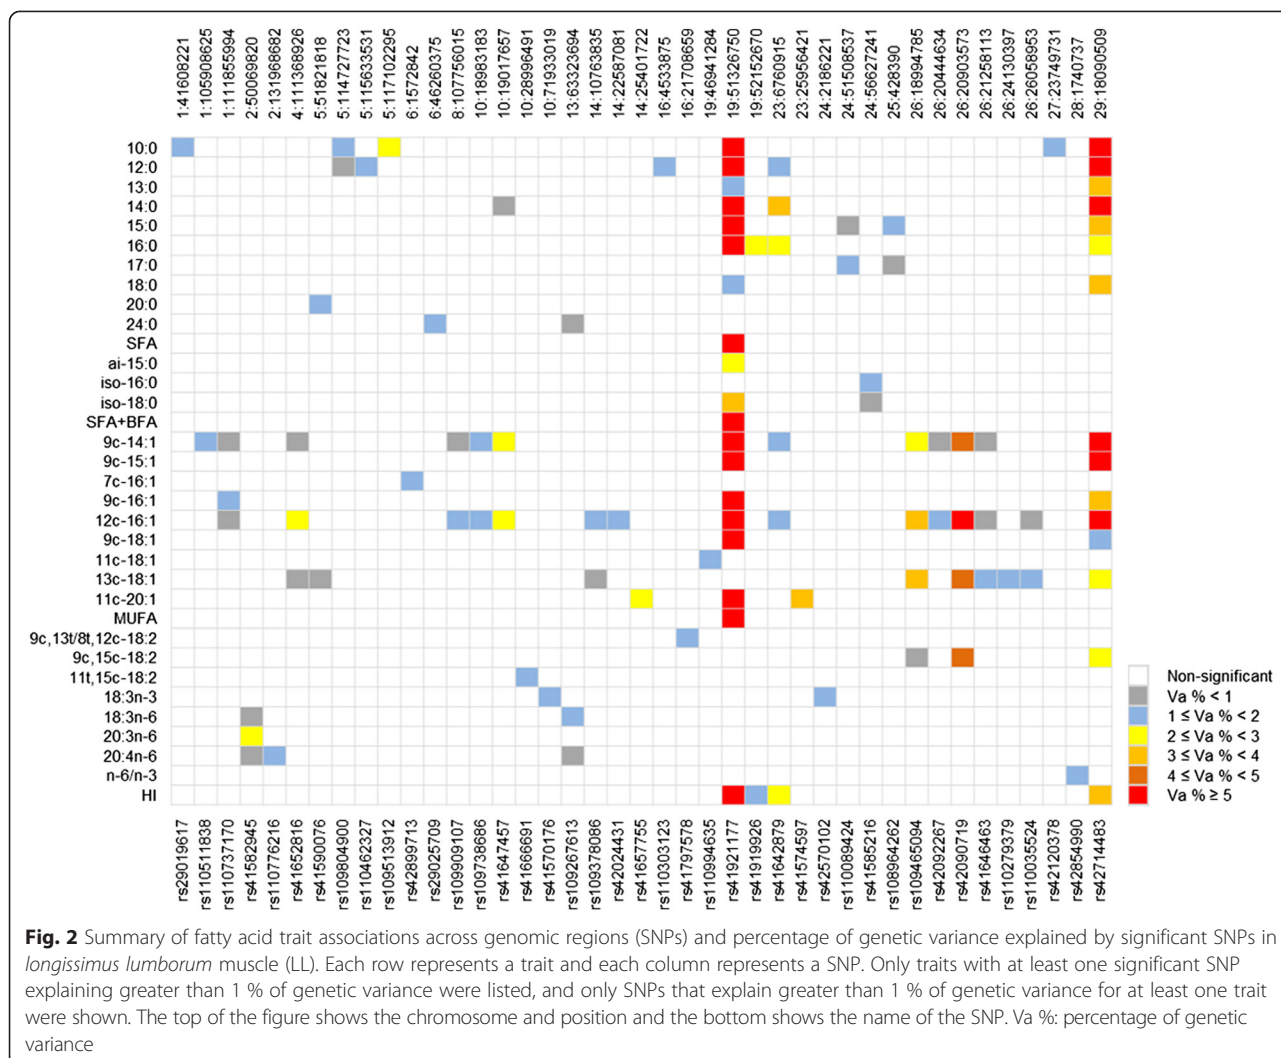 1:41608221
1:105908625
1:111855994
2:50069820
2:131968682
4:111368926
5:51821818
5:114727723
5:115633531
5:117102295
6:1572842
6:46260375
8:107756015
10:18983183
10:19017657
10:28996491
10:71933019
13:63323694
14:10763835
14:22587081
14:25401722
16:4533875
16:21708659
19:46941284
19:51326750
19:52152670
23:6760915
23:25956421
24:2186221
24:51508537
24:56627241
25:428390
26:18994785
26:20444634
26:20903573
26:21258113
26:24130397
26:26058953
27:23749731
28:1740737
29:18090509
10:0
12:0
13:0
14:0
15:0
16:0
17:0
18:0
20:0
24:0
SFA
ai-15:0
iso-16:0
iso-18:0
SFA+BFA
9c-14:1
9c-15:1
7c-16:1
9c-16:1
12c-16:1
9c-18:1
11c-18:1
13c-18:1
11c-20:1
MUFA
9c,13t/8t,12c-18:2
9c,15c-18:2
11t,15c-18:2
18:3n-3
18:3n-6
20:3n-6
20:4n-6
n-6/n-3
HI
Non-significant
Va % < 1
1 ≤ Va % < 2
2 ≤ Va % < 3
3 ≤ Va % < 4
4 ≤ Va % < 5
Va % ≥ 5
rs29019617
rs110511838
rs110737170
rs41582945
rs110776216
rs41652816
rs41590076
rs109804900
rs110462327
rs109513912
rs42899713
rs29025709
rs109909107
rs109738686
rs41647457
rs41666691
rs41570176
rs109267613
rs109378086
rs42024431
rs41657755
rs110303123
rs41797578
rs110994635
rs41921177
rs41919926
rs41642879
rs41574597
rs42570102
rs110089424
rs41585216
rs108964262
rs109465094
rs42092267
rs42090719
rs41646463
rs110279379
rs110035524
rs42120378
rs42854990
rs42714483
Fig. 2 Summary of fatty acid trait associations across genomic regions (SNPs) and percentage of genetic variance explained by significant SNPs in
longissimus lumborum muscle (LL). Each row represents a trait and each column represents a SNP. Only traits with at least one significant SNP
explaining greater than 1 % of genetic variance were listed, and only SNPs that explain greater than 1 % of genetic variance for at least one trait
were shown. The top of the figure shows the chromosome and position and the bottom shows the name of the SNP. Va %: percentage of genetic
variance